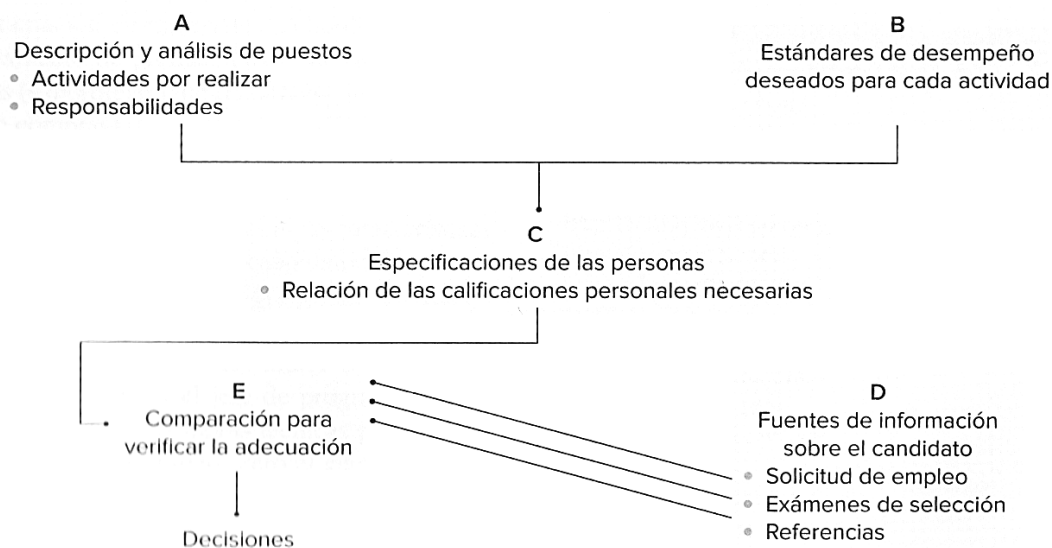 A
Descripción y análisis de puestos
Actividades por realizar
Responsabilidades
B
Estándares de desempeño
deseados para cada actividad
C
Especificaciones de las personas
Relación de las calificaciones personales necesarias
E
Comparación para
verificar la adecuación
Decisiones
D
Fuentes de información
sobre el candidato
Solicitud de empleo
Exámenes de selección
Referencias